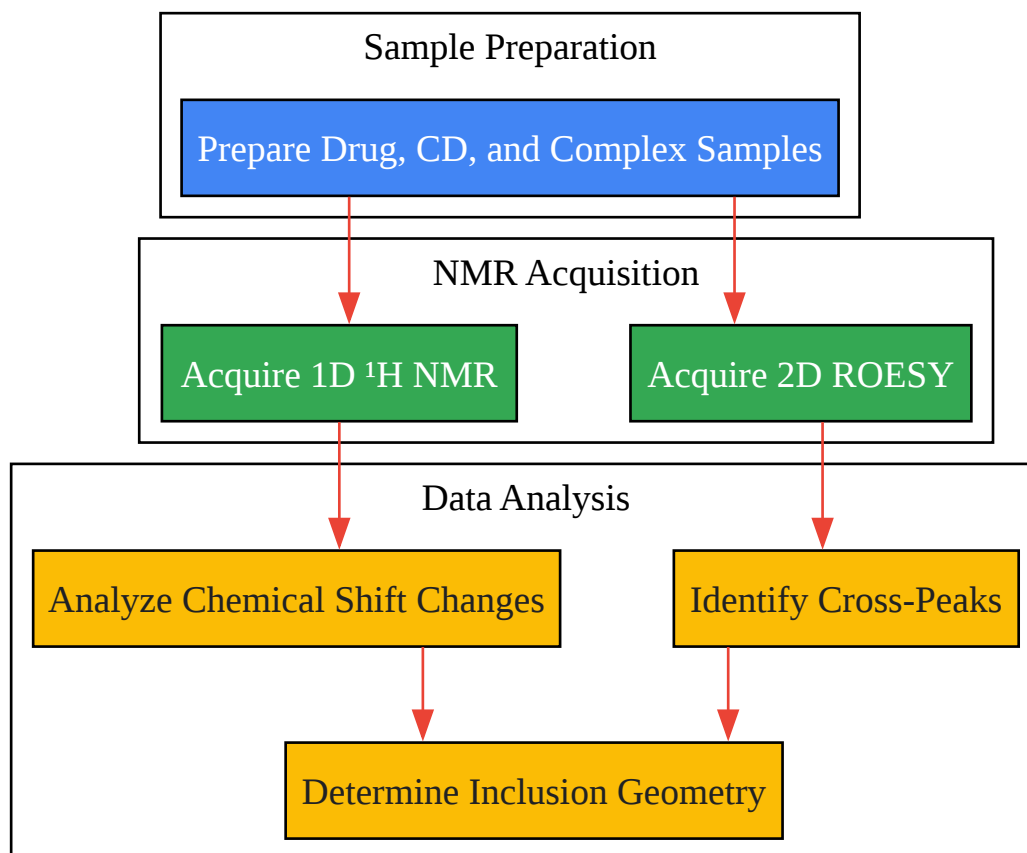 Sample Preparation
Prepare Drug, CD, and Complex Samples
NMR Acquisition
Acquire 1D ¹H NMR
Acquire 2D ROESY
Data Analysis
Analyze Chemical Shift Changes
Identify Cross-Peaks
Determine Inclusion Geometry